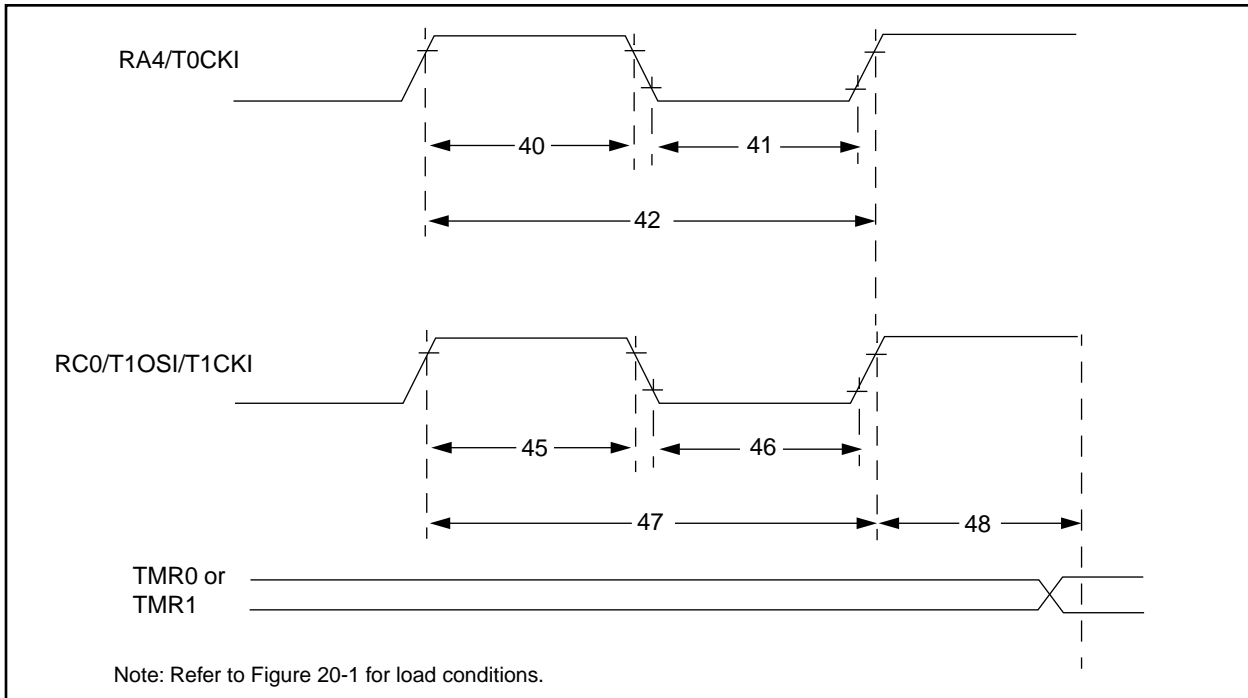 RA4/T0CKI
40
41
42
RC0/T1OSI/T1CKI
45
46
47
48
TMR0 or
TMR1
Note: Refer to Figure 20-1 for load conditions.